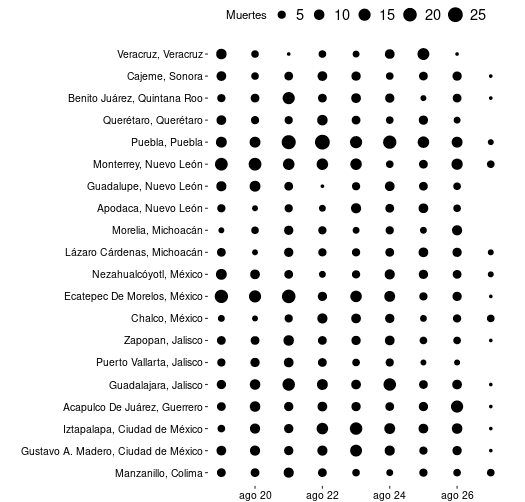 Muertes 5 10 15 20 25
Veracruz, Veracruz
Cajeme, Sonora
Benito Juárez, Quintana Roo
Querétaro, Querétaro
Puebla, Puebla
Monterrey, Nuevo León
Guadalupe, Nuevo León
Apodaca, Nuevo León
Morelia, Michoacán
Lázaro Cárdenas, Michoacán
Nezahualcóyotl, México
Ecatepec De Morelos, México
Chalco, México
Zapopan, Jalisco
Puerto Vallarta, Jalisco
Guadalajara, Jalisco
Acapulco De Juárez, Guerrero
Iztapalapa, Ciudad de México
Gustavo A. Madero, Ciudad de México
Manzanillo, Colima
ago 20 ago 22 ago 24 ago 26